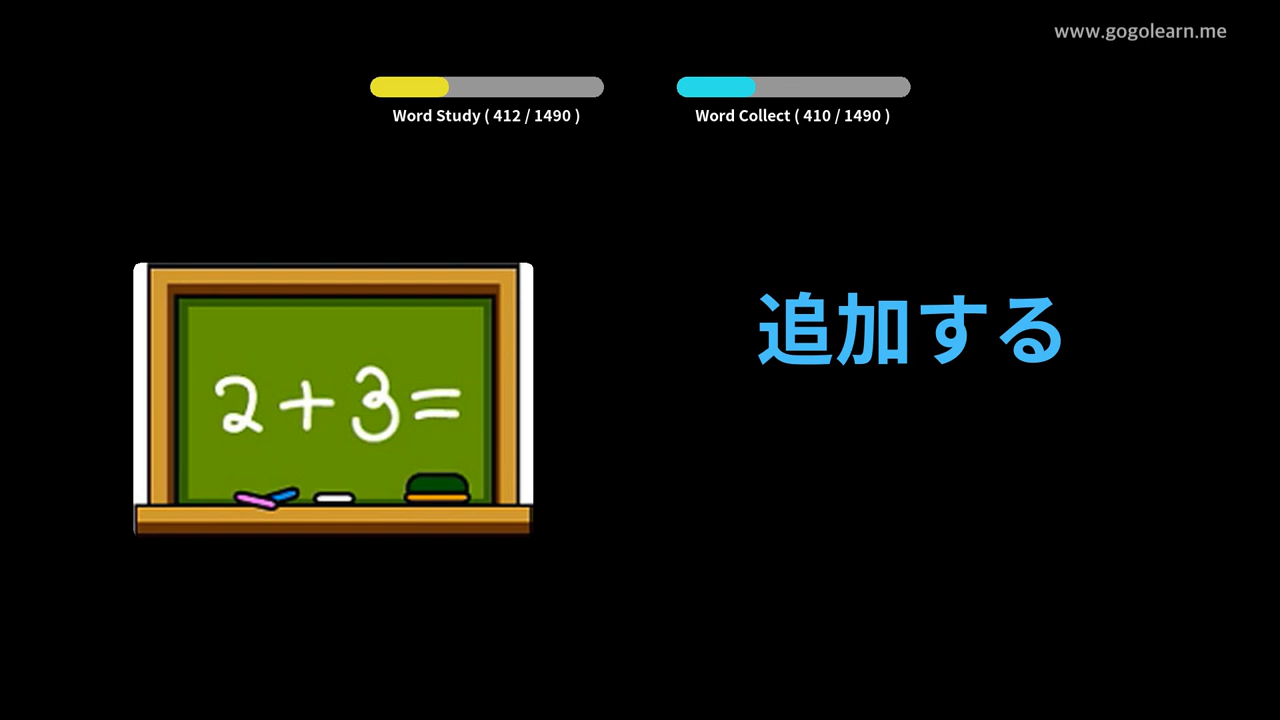 www.gogolearn.me
Word Study ( 412 / 1490 )
Word Collect ( 410 / 1490 )
2+3=
追加する